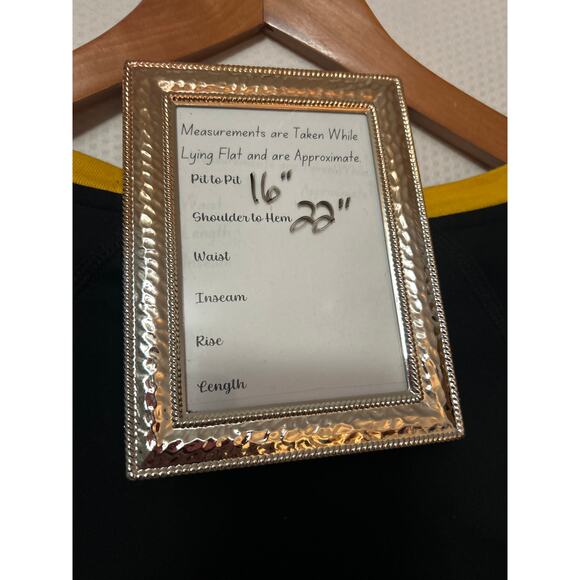 Measurements are Taken While
Lying Flat and are Approximate.
Pit to Pit 16"
Shoulder to Hem 22"
Waist
Inseam
Rise
Length